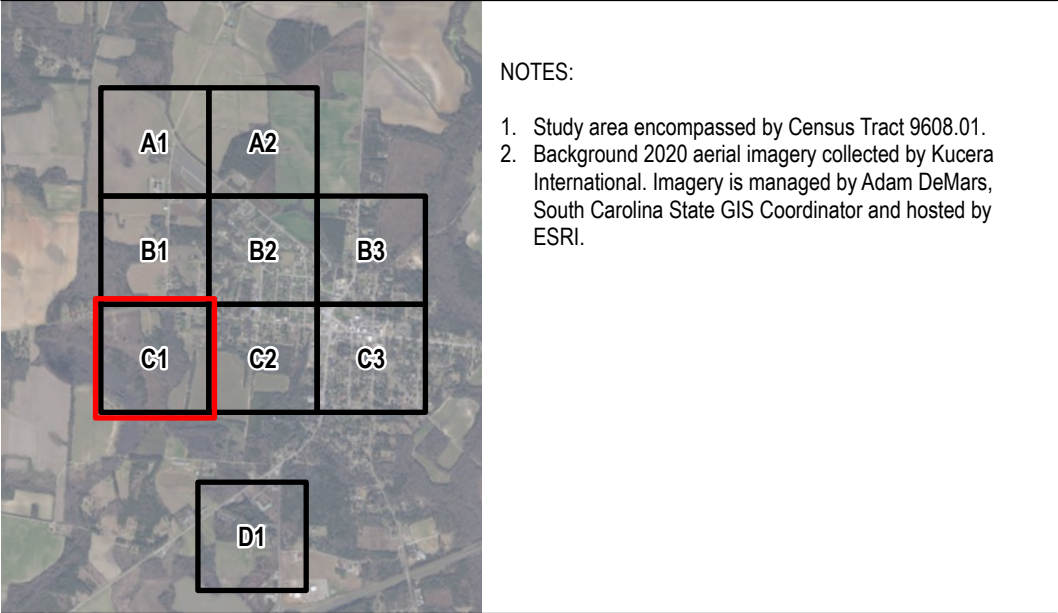 A1
A2
B1
B2
B3
C1
C2
C3
D1
NOTES:
1. Study area encompassed by Census Tract 9608.01.
2. Background 2020 aerial imagery collected by Kucera
International. Imagery is managed by Adam DeMars,
South Carolina State GIS Coordinator and hosted by
ESRI.